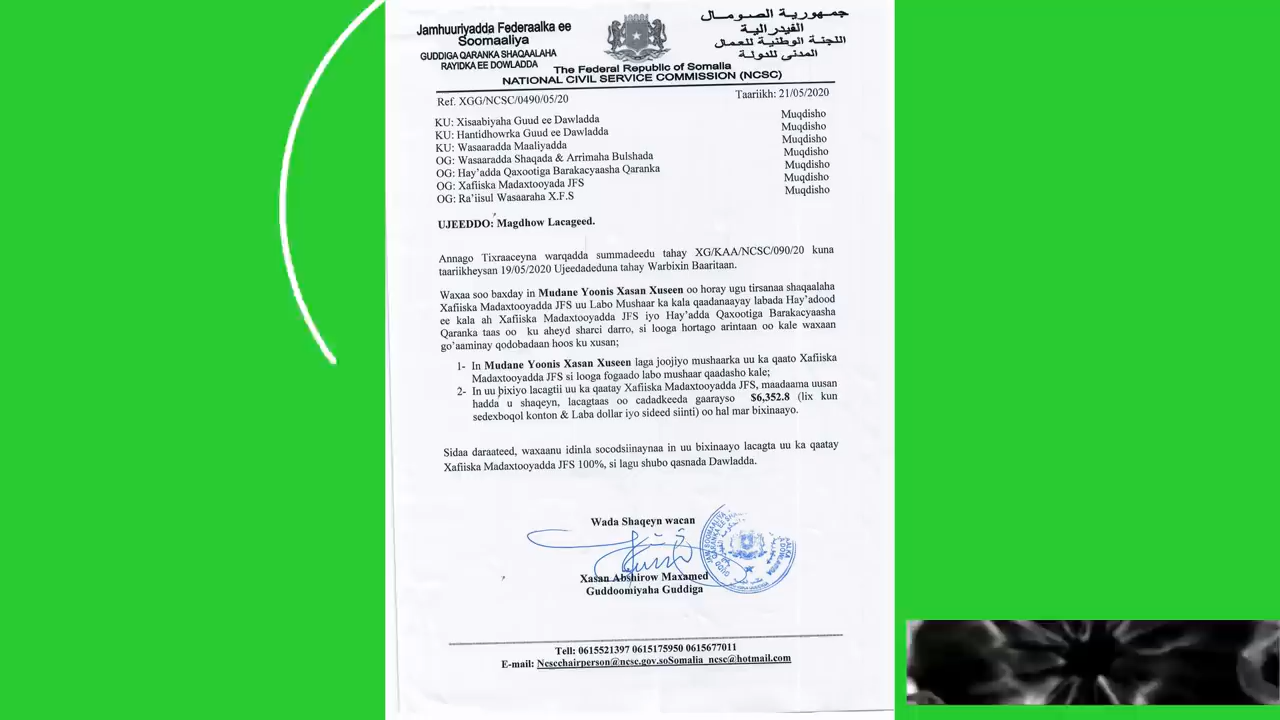 Jamhuuriyadda Federaalka ee
Soomaaliya
GUDDIGA QARANKA SHAQAALAHA
RAYIDKA EE DOWLADDA
جمهورية الصومال
الفيدرالية
اللجنة الوطنية للعمال
المدني للدولة
The Federal Republic of Somalia
NATIONAL CIVIL SERVICE COMMISSION (NCSC)
Ref. XGG/NCSC/0490/05/20 Taariikh: 21/05/2020
KU: Xisaabiyaha Guud ee Dawladda Muqdisho
KU: Hantidhowrka Guud ee Dawladda Muqdisho
KU: Wasaaradda Maaliyadda Muqdisho
OG: Wasaaradda Shaqada & Arrimaha Bulshada Muqdisho
OG: Hay'adda Qaxootiga Barakacyaasha Qaranka Muqdisho
OG: Xafiiska Madaxtooyada JFS Muqdisho
OG: Ra'iisul Wasaaraha X.F.S Muqdisho
UJEEDDO: Magdhow Lacageed.
Annago Tixraaceyna warqadda summadeedu tahay XG/KAA/NCSC/090/20 kuna
taariikheysan 19/05/2020 Ujeedadeduna tahay Warbixin Baaritaan.
Waxaa soo baxday in Mudane Yoonis Xasan Xuseen oo horay ugu tirsanaa shaqaalaha
Xafiiska Madaxtooyadda JFS uu Labo Mushaar ka kala qaadanaayay labada Hay'adood
ee kala ah Xafiiska Madaxtooyadda JFS iyo Hay'adda Qaxootiga Barakacyaasha
Qaranka taas oo ku aheyd sharci darro, si looga hortago arintaan oo kale waxaan
go'aaminay qodobadaan hoos ku xusan;
1- In Mudane Yoonis Xasan Xuseen laga joojiyo mushaarka uu ka qaato Xafiiska
Madaxtooyadda JFS si looga fogaado labo mushaar qaadasho kale;
2- In uu bixiyo lacagtii uu ka qaatay Xafiiska Madaxtooyadda JFS, maadaama uusan
hadda u shaqeyn, lacagtaas oo cadadkeeda gaarayso $6,352.8 (lix kun
sedexboqol konton & Laba dollar iyo sideed siinti) oo hal mar bixinaayo.
Sidaa daraateed, waxaanu idinla socodsiinaynaa in uu bixinaayo lacagta uu ka qaatay
Xafiiska Madaxtooyadda JFS 100%, si lagu shubo qasnada Dawladda.
Wada Shaqeyn wacan
Xasan Abshirow Maxamed
Guddoomiyaha Guddiga
Tell: 0615521397 0615175950 0615677011
E-mail: Ncscchairperson@ncsc.gov.soSomalia_ncsc@hotmail.com